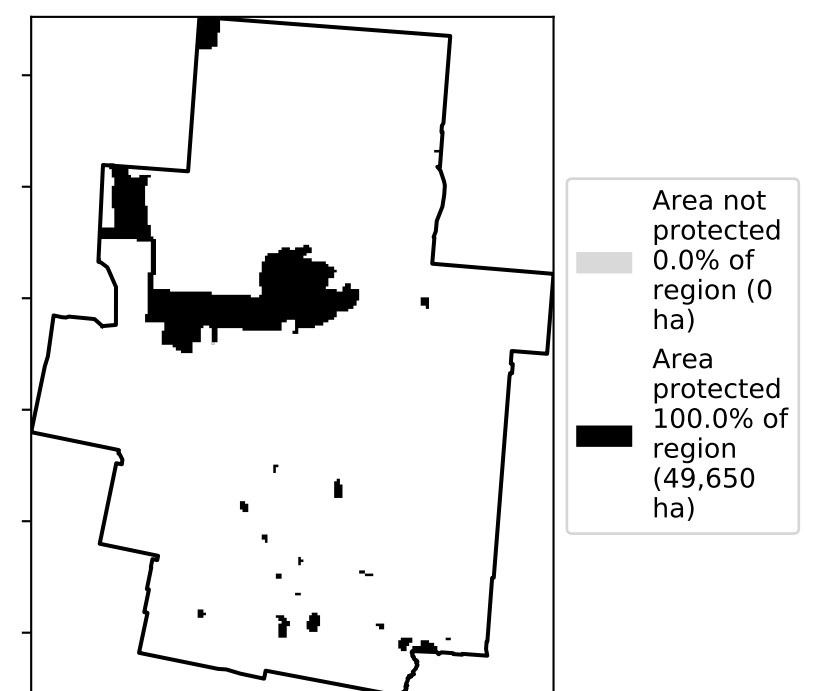 Area not
protected
0.0% of
region (0
ha)
Area
protected
100.0% of
region
(49,650
ha)